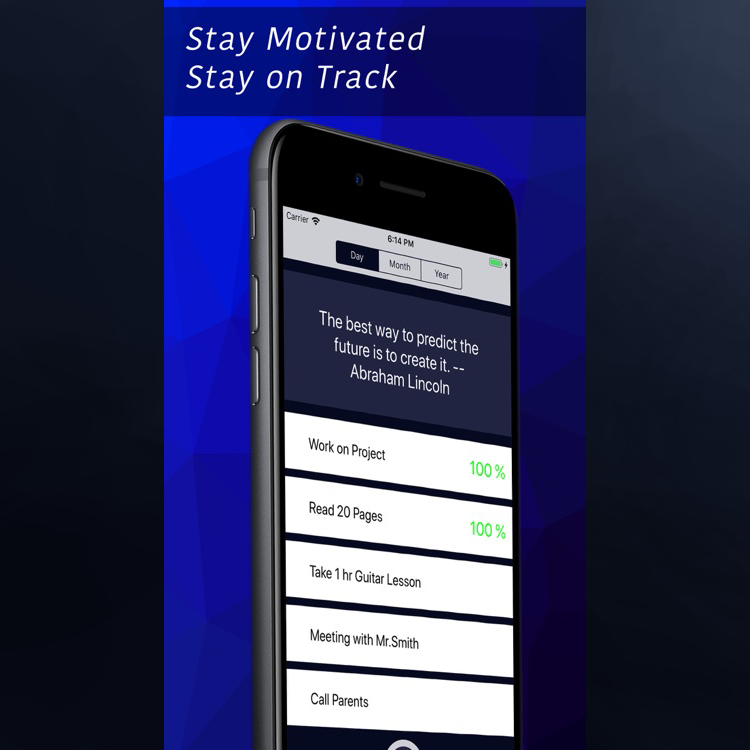 Stay Motivated
Stay on Track
Carrier
6:14 PM
Day Month Year
The best way to predict the
future is to create it. --
Abraham Lincoln
Work on Project 100 %
Read 20 Pages 100 %
Take 1 hr Guitar Lesson
Meeting with Mr.Smith
Call Parents